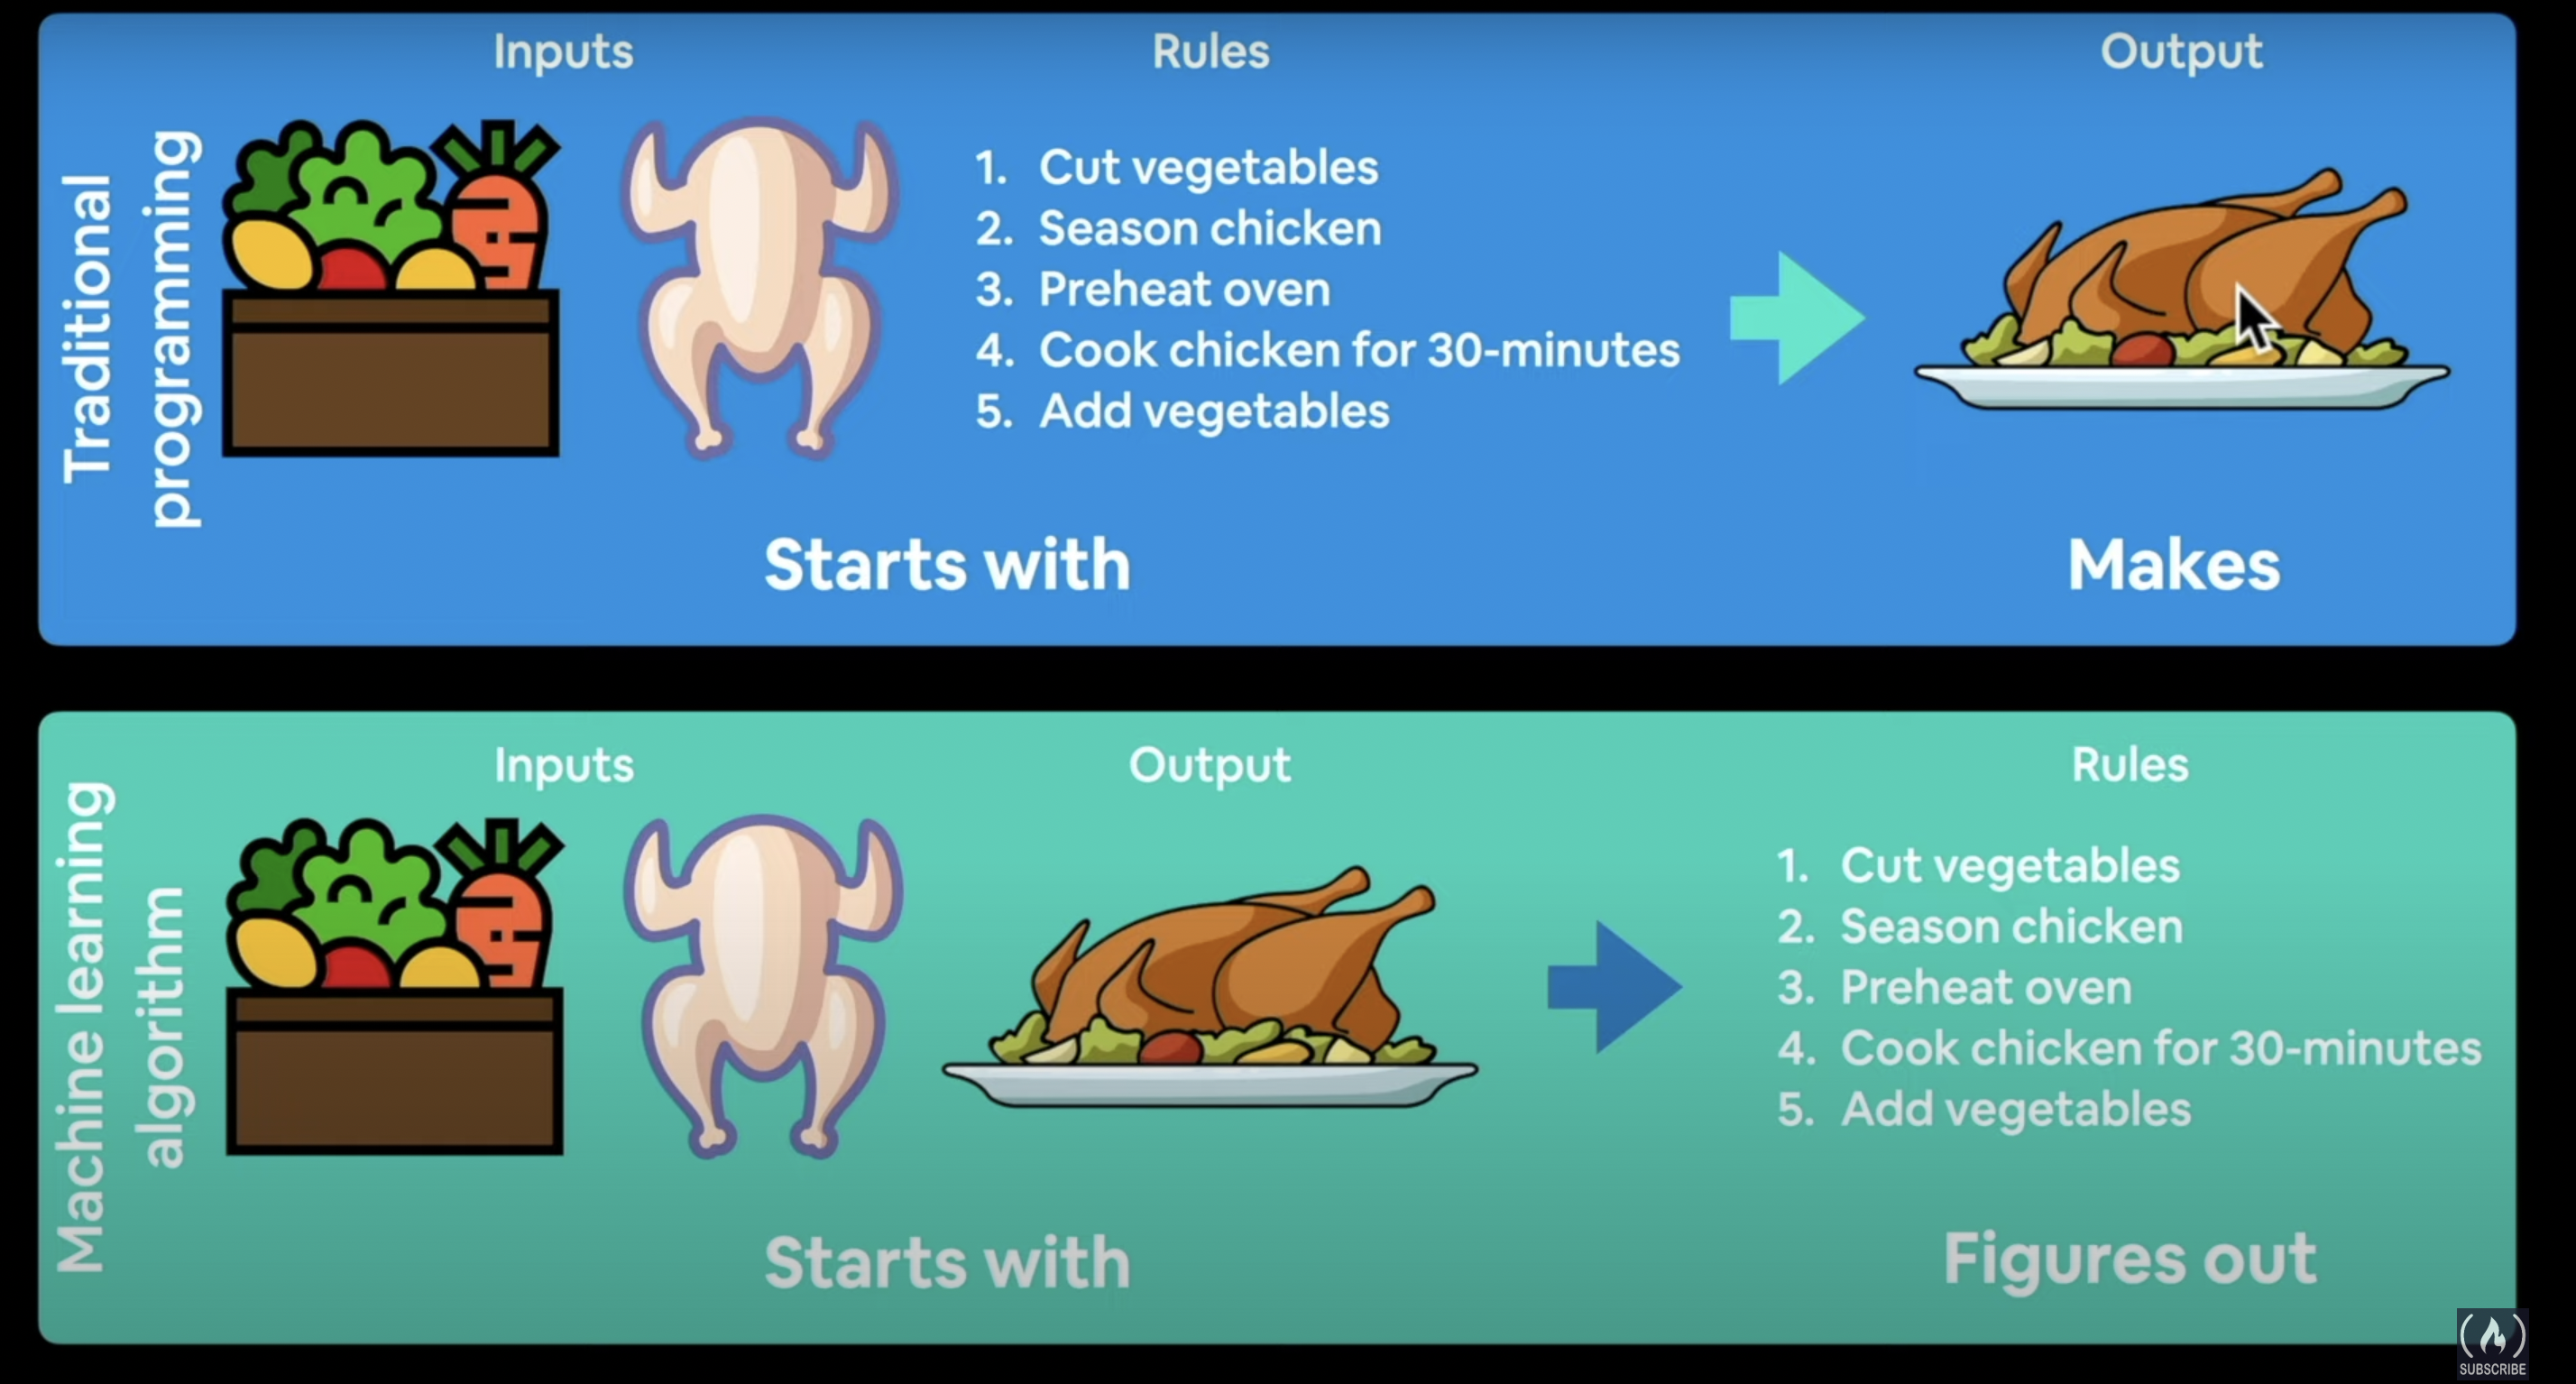 Inputs
Rules
Output
Traditional
programming
1. Cut vegetables
2. Season chicken
3. Preheat oven
4. Cook chicken for 30-minutes
5. Add vegetables
Starts with
Makes
Inputs
Output
Rules
Machine learning
algorithm
1. Cut vegetables
2. Season chicken
3. Preheat oven
4. Cook chicken for 30-minutes
5. Add vegetables
Starts with
Figures out
SUBSCRIBE